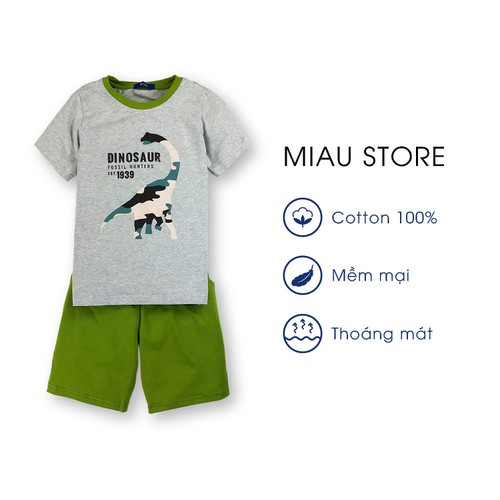 DINOSAUR
FOSSIL HUNTERS
EST 1939
MIAU STORE
Cotton 100%
Mềm mại
Thoáng mát